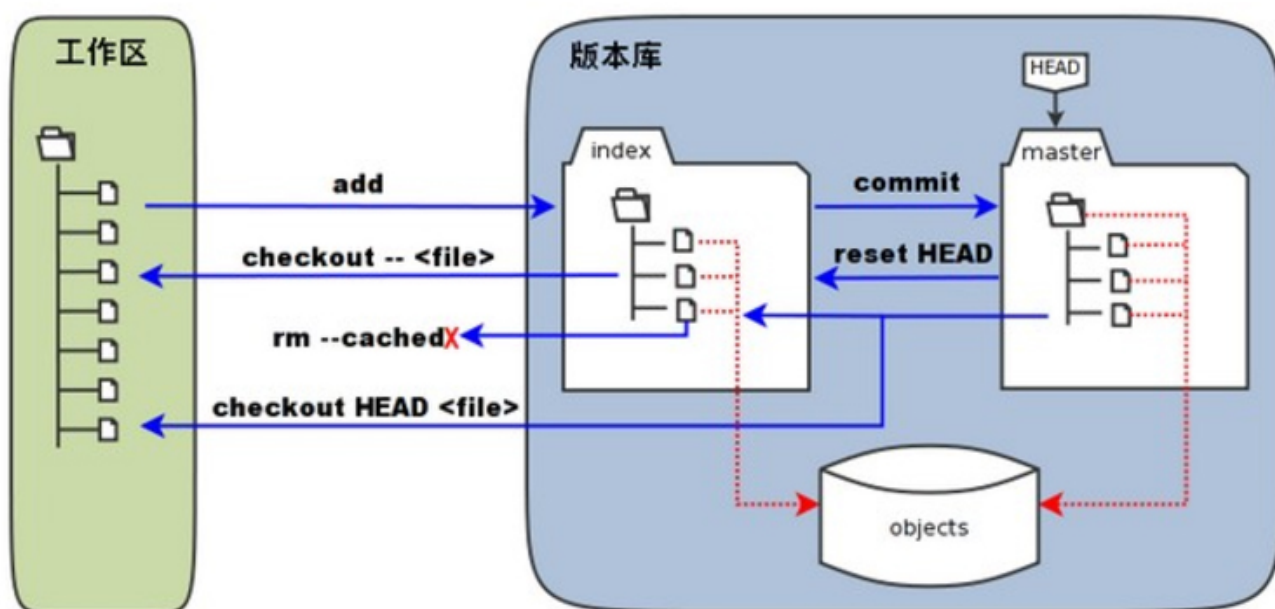 工作区
版本库
HEAD
index
master
add
commit
checkout -- <file>
reset HEAD
rm --cachedX
checkout HEAD <file>
objects